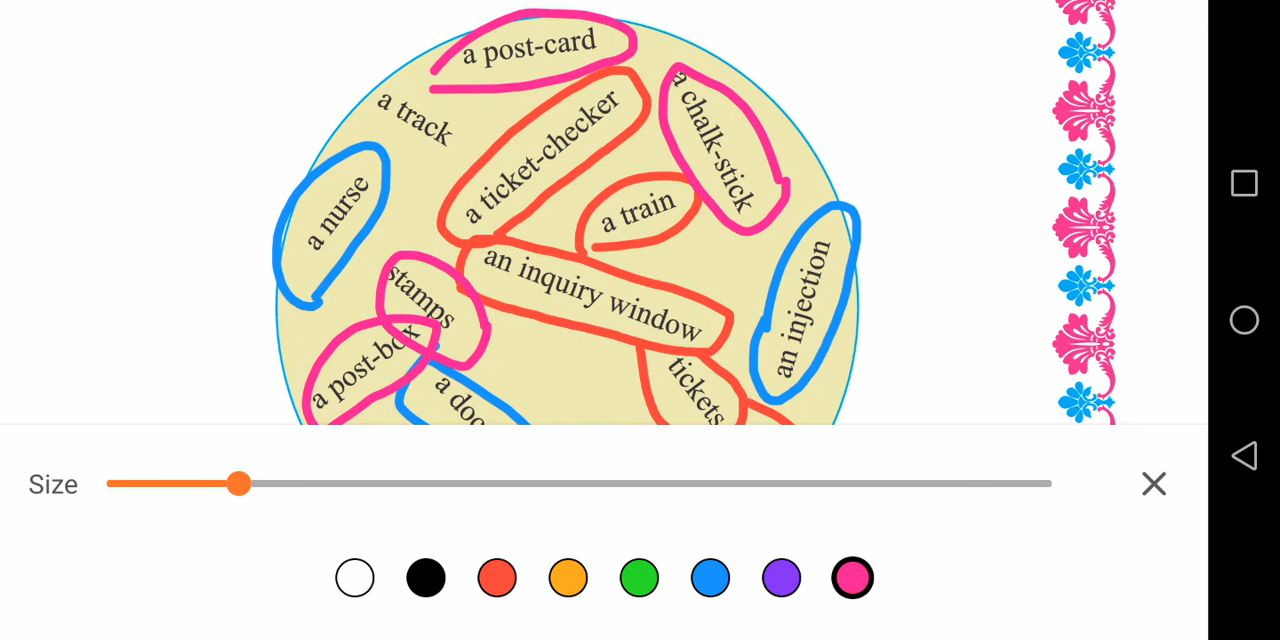 a post-card
a track
a ticket-checker
a chalk-stick
a nurse
a train
stamps
an inquiry window
an injection
a post-box
tickets
Size